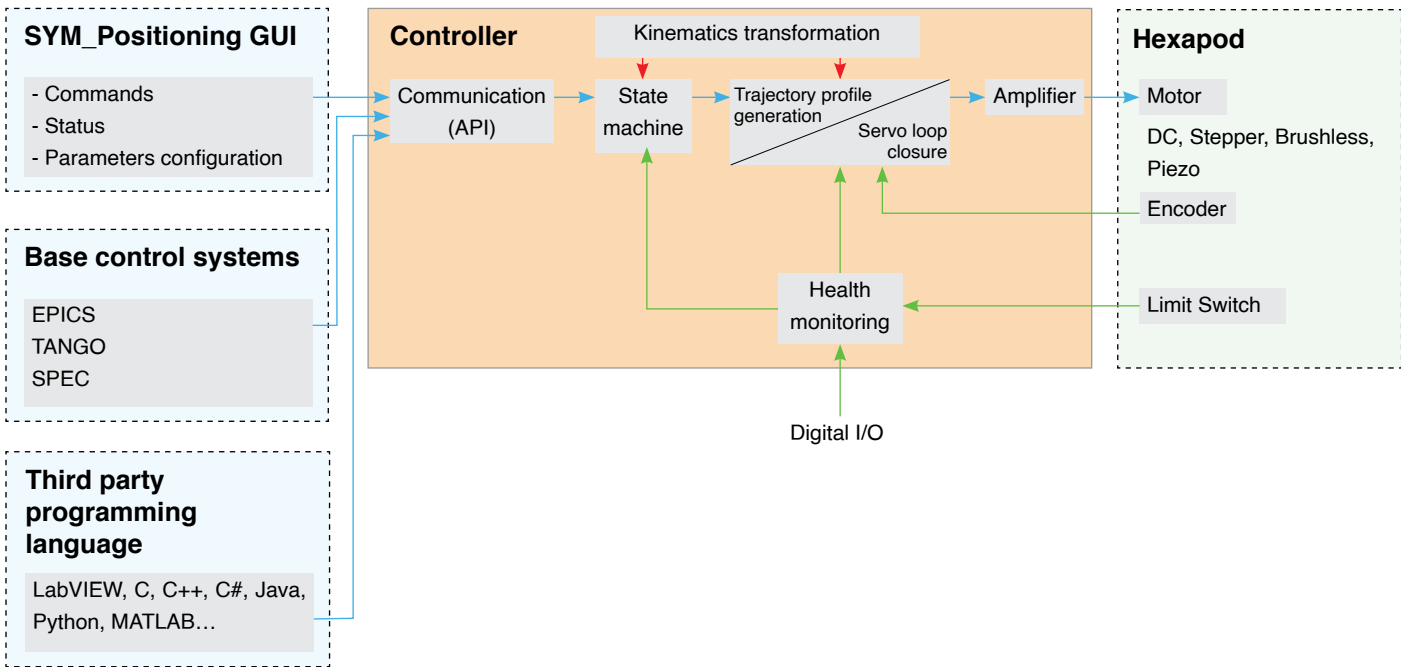 SYM_Positioning GUI
- Commands
- Status
- Parameters configuration
Base control systems
EPICS
TANGO
SPEC
Third party
programming
language
LabVIEW, C, C++, C#, Java,
Python, MATLAB…
Controller
Kinematics transformation
Communication
(API)
State
machine
Trajectory profile
generation
Servo loop
closure
Amplifier
Health
monitoring
Digital I/O
Hexapod
Motor
DC, Stepper, Brushless,
Piezo
Encoder
Limit Switch